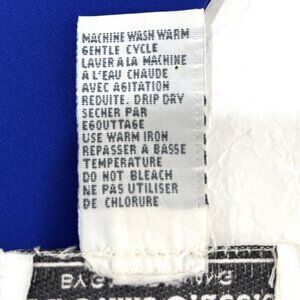 MACHINE WASH WARM
GENTLE CYCLE
LAVER A LA MACHINE
A L'EAU CHAUDE
AVEC AGITATION
REDUITE. DRIP DRY
SECHER PAR
EGOUTTAGE
USE WARM IRON
REPASSER A BASSE
TEMPERATURE
DO NOT BLEACH
NE PAS UTILISER
DE CHLORURE